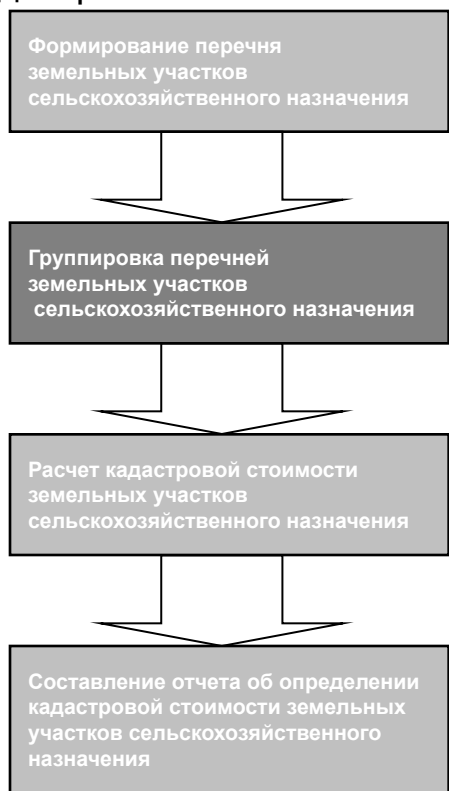 Формирование перечня
земельных участков
сельскохозяйственного назначения
Группировка перечней
земельных участков
сельскохозяйственного назначения
Расчет кадастровой стоимости
земельных участков
сельскохозяйственного назначения
Составление отчета об определении
кадастровой стоимости земельных
участков сельскохозяйственного
назначения